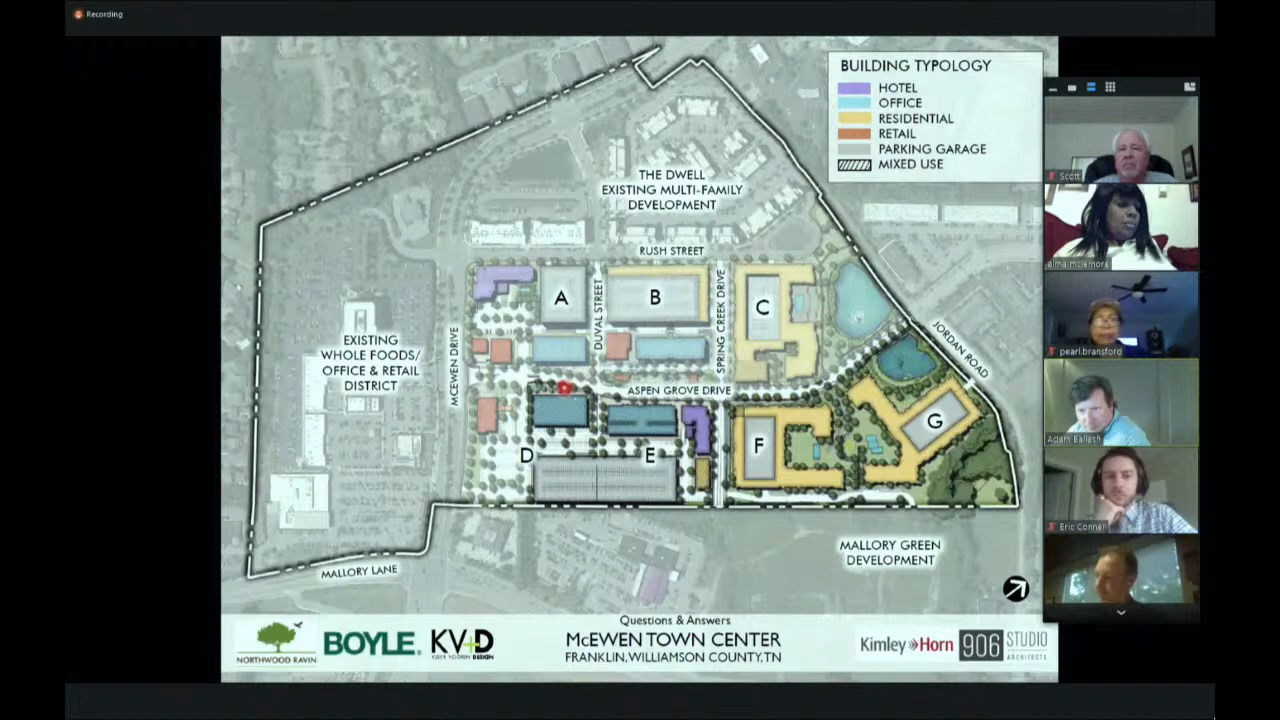 Recording
BUILDING TYPOLOGY
HOTEL
OFFICE
RESIDENTIAL
RETAIL
PARKING GARAGE
MIXED USE
THE DWELL
EXISTING MULTI-FAMILY
DEVELOPMENT
RUSH STREET
A
B
C
DUVAL STREET
SPRING CREEK DRIVE
MCEWEN DRIVE
JORDAN ROAD
EXISTING
WHOLE FOODS/
OFFICE & RETAIL
DISTRICT
ASPEN GROVE DRIVE
D
E
F
G
MALLORY LANE
MALLORY GREEN
DEVELOPMENT
Scott
alma mclemore
pearl.bransford
Adam Ballash
Eric Conner
NORTHWOOD RAVIN
BOYLE
KV+D
Questions & Answers
MCEWEN TOWN CENTER
FRANKLIN, WILLIAMSON COUNTY, TN
Kimley»Horn
906
STUDIO
ARCHITECTS